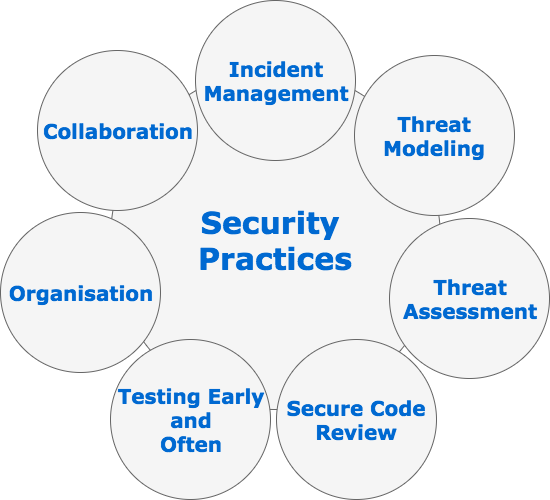 Incident
Management
Threat
Modeling
Threat
Assessment
Secure Code
Review
Testing Early
and
Often
Organisation
Collaboration
Security
Practices